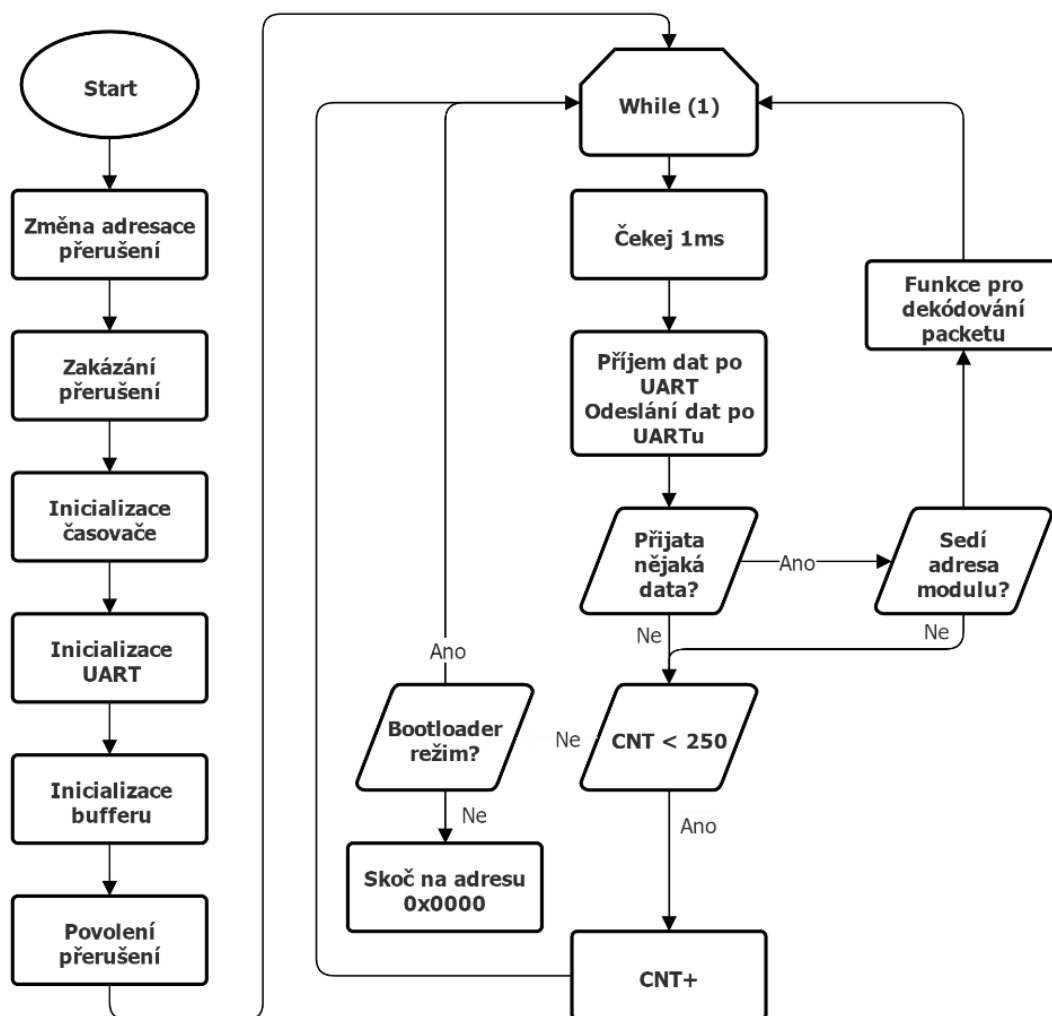 Start
Změna adresace
přerušení
Zakázání
přerušení
Inicializace
časovače
Inicializace
UART
Inicializace
bufferu
Povolení
přerušení
While (1)
Čekej 1ms
Příjem dat po
UART
Odeslání dat po
UARTu
Přijata
nějaká
data?
Ano
Sedí
adresa
modulu?
Funkce pro
dekódování
packetu
Ne
Ne
CNT < 250
Ne
Bootloader
režim?
Ano
Ne
Skoč na adresu
0x0000
Ano
CNT+